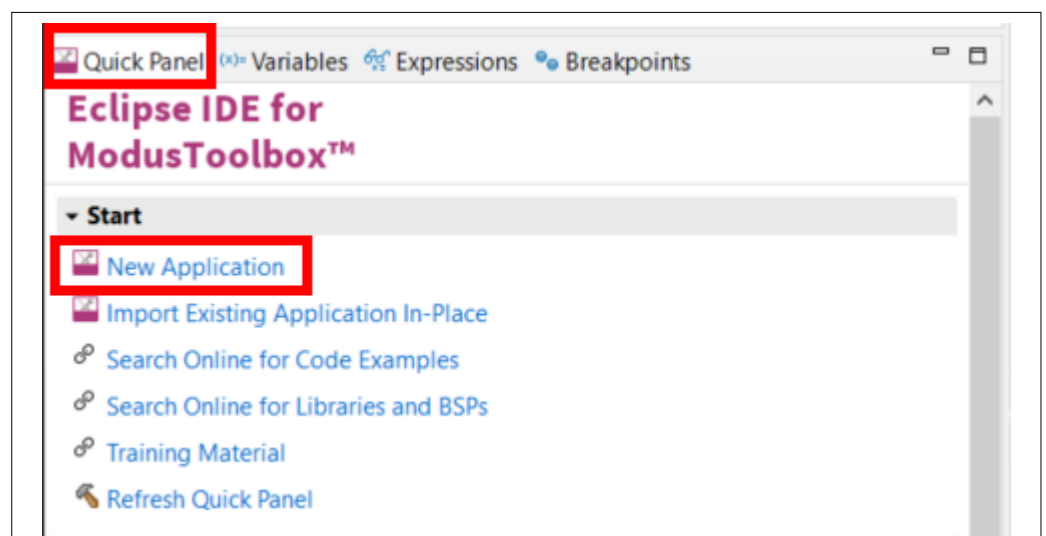 Quick Panel (x)= Variables Expressions Breakpoints
Eclipse IDE for
ModusToolbox™
Start
New Application
Import Existing Application In-Place
Search Online for Code Examples
Search Online for Libraries and BSPs
Training Material
Refresh Quick Panel